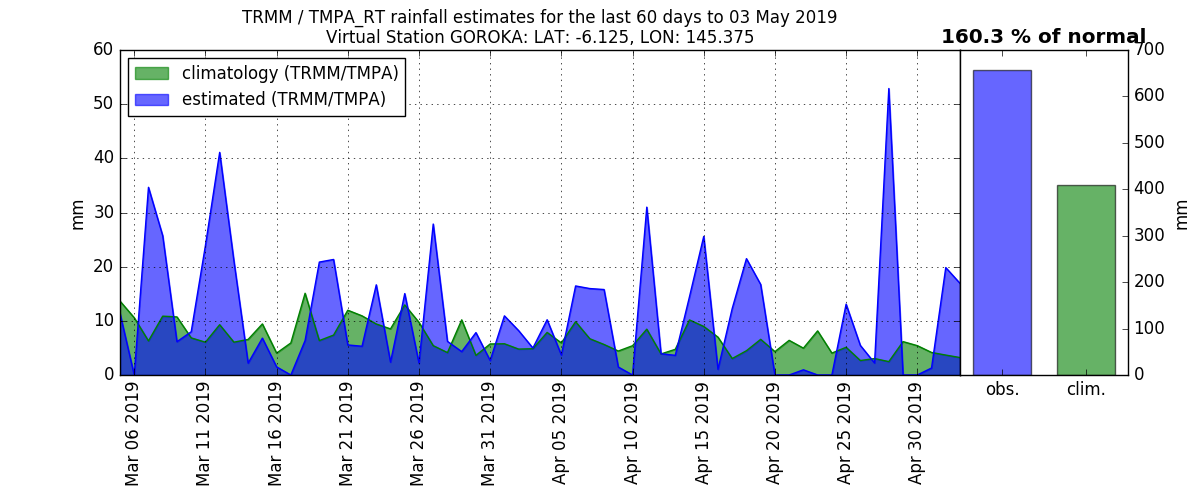 TRMM / TMPA_RT rainfall estimates for the last 60 days to 03 May 2019
Virtual Station GOROKA: LAT: -6.125, LON: 145.375
160.3 % of normal
climatology (TRMM/TMPA)
estimated (TRMM/TMPA)
60
50
40
30
20
10
0
mm
Mar 06 2019
Mar 11 2019
Mar 16 2019
Mar 21 2019
Mar 26 2019
Mar 31 2019
Apr 05 2019
Apr 10 2019
Apr 15 2019
Apr 20 2019
Apr 25 2019
Apr 30 2019
obs.
clim.
700
600
500
400
300
200
100
0
mm